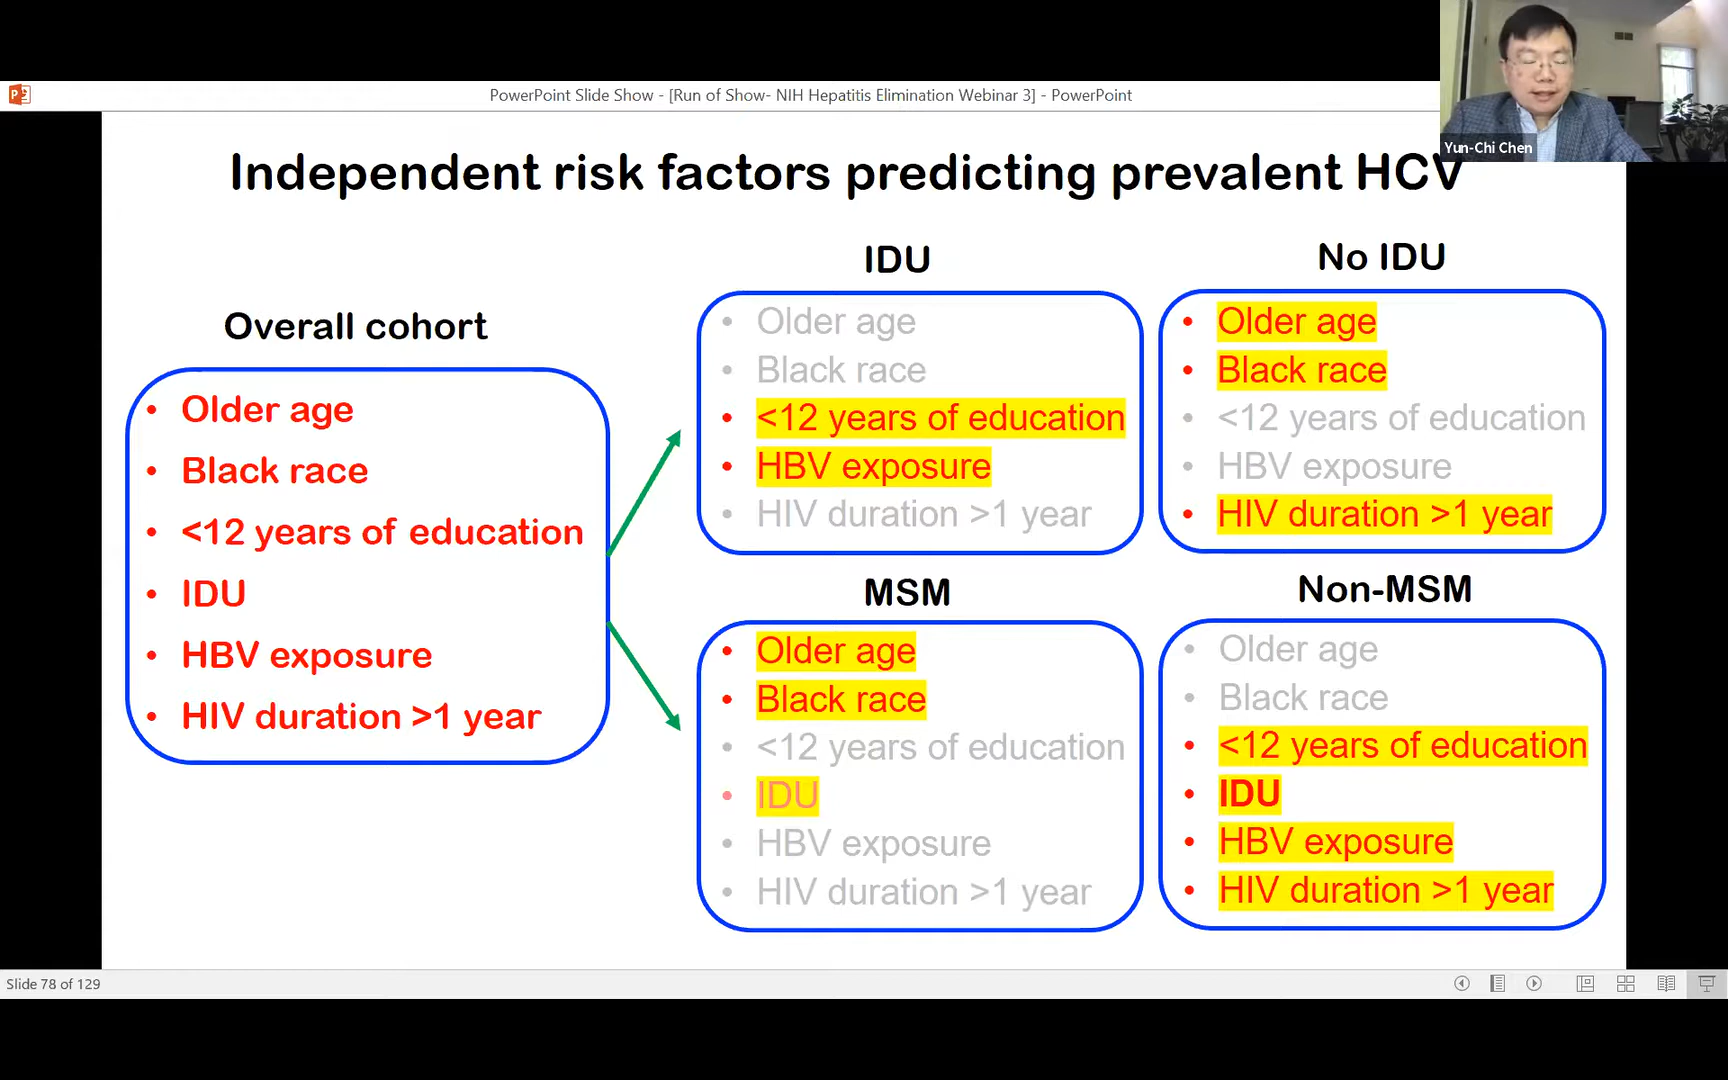 PowerPoint Slide Show - [Run of Show- NIH Hepatitis Elimination Webinar 3] - PowerPoint
Yun-Chi Chen
Independent risk factors predicting prevalent HCV
Overall cohort
• Older age
• Black race
• <12 years of education
• IDU
• HBV exposure
• HIV duration >1 year
IDU
• Older age
• Black race
• <12 years of education
• HBV exposure
• HIV duration >1 year
No IDU
• Older age
• Black race
• <12 years of education
• HBV exposure
• HIV duration >1 year
MSM
• Older age
• Black race
• <12 years of education
• IDU
• HBV exposure
• HIV duration >1 year
Non-MSM
• Older age
• Black race
• <12 years of education
• IDU
• HBV exposure
• HIV duration >1 year
Slide 78 of 129